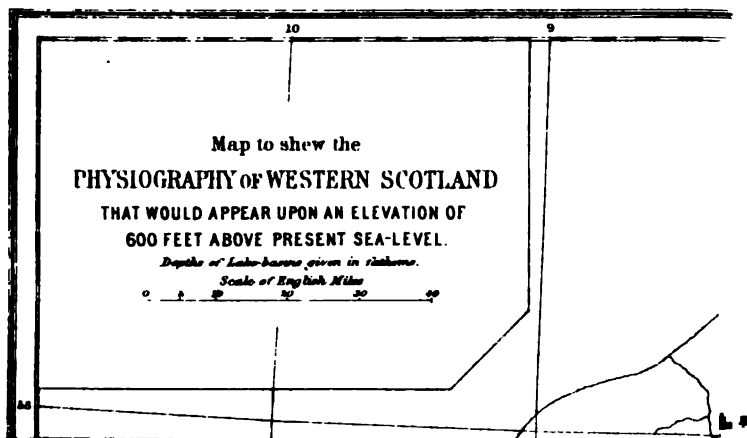 10 9
Map to shew the
PHYSIOGRAPHY OF WESTERN SCOTLAND
THAT WOULD APPEAR UPON AN ELEVATION OF
600 FEET ABOVE PRESENT SEA-LEVEL.
Depths of Lake-basins given in fathoms.
Scale of English Miles
0 5 10 20 30 40
L